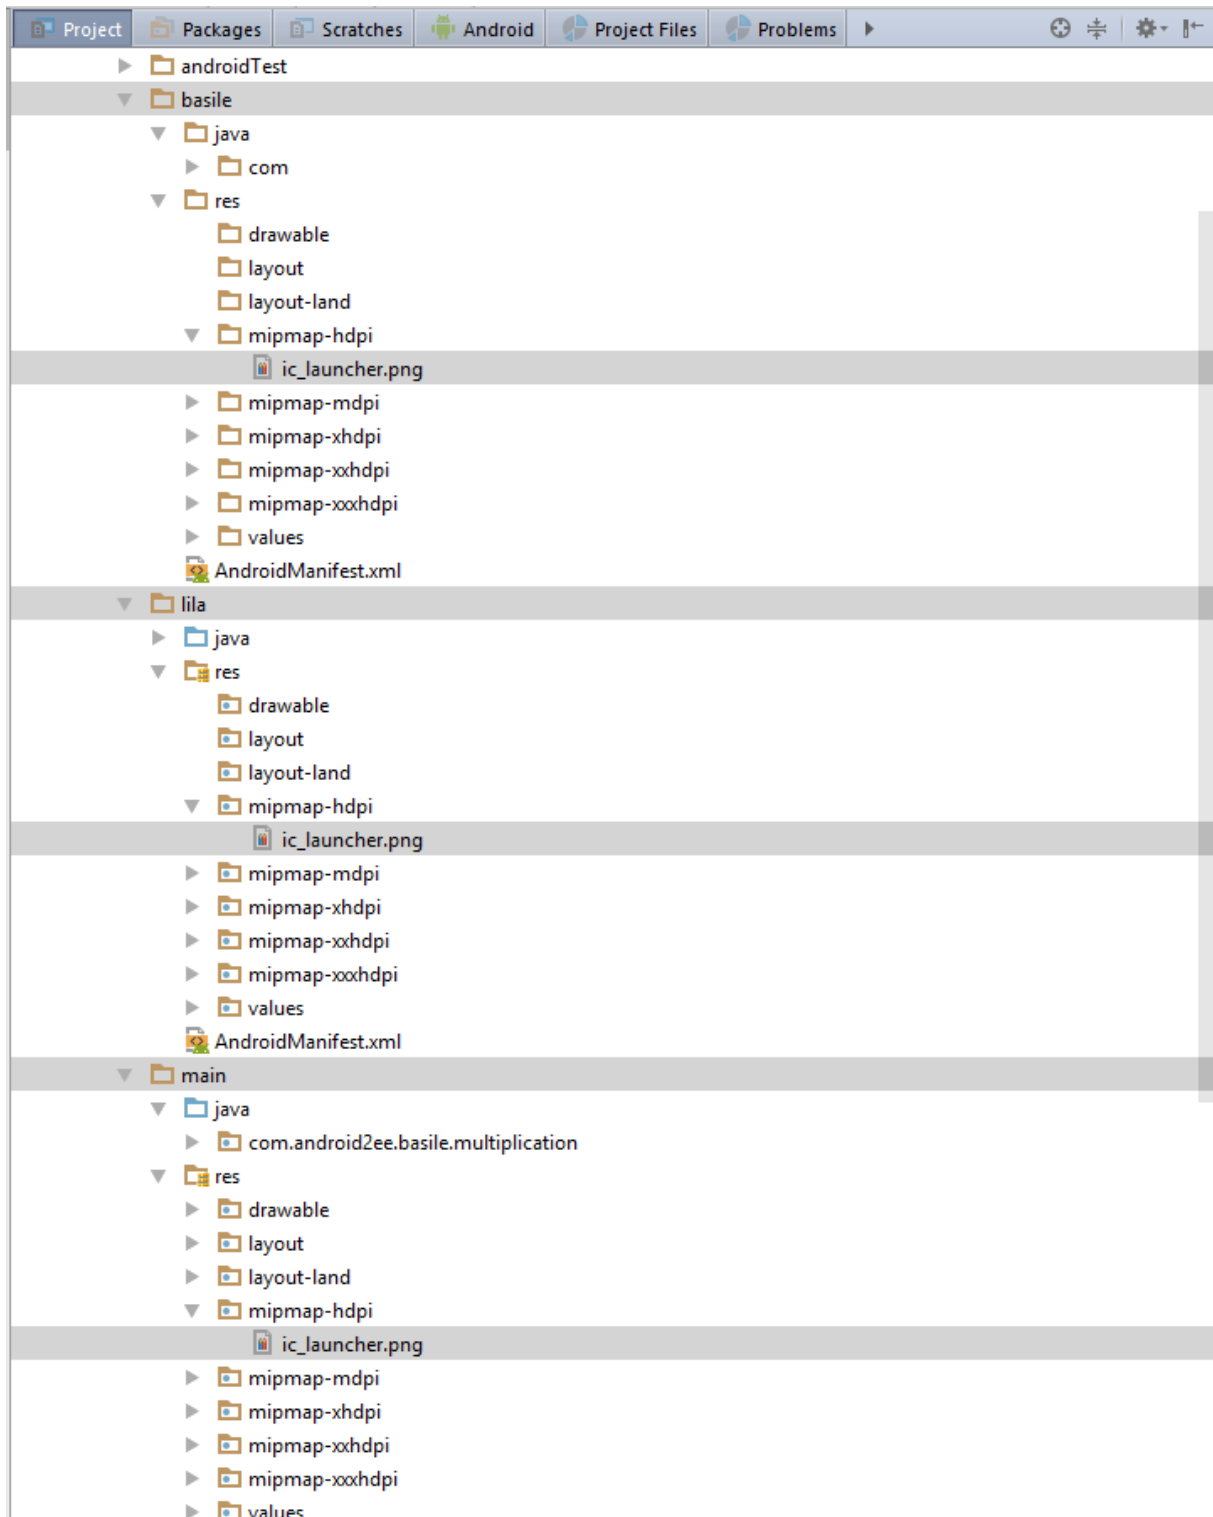 Project Packages Scratches Android Project Files Problems
androidTest
basile
java
com
res
drawable
layout
layout-land
mipmap-hdpi
ic_launcher.png
mipmap-mdpi
mipmap-xhdpi
mipmap-xxhdpi
mipmap-xxxhdpi
values
AndroidManifest.xml
lila
java
res
drawable
layout
layout-land
mipmap-hdpi
ic_launcher.png
mipmap-mdpi
mipmap-xhdpi
mipmap-xxhdpi
mipmap-xxxhdpi
values
AndroidManifest.xml
main
java
com.android2ee.basile.multiplication
res
drawable
layout
layout-land
mipmap-hdpi
ic_launcher.png
mipmap-mdpi
mipmap-xhdpi
mipmap-xxhdpi
mipmap-xxxhdpi
values